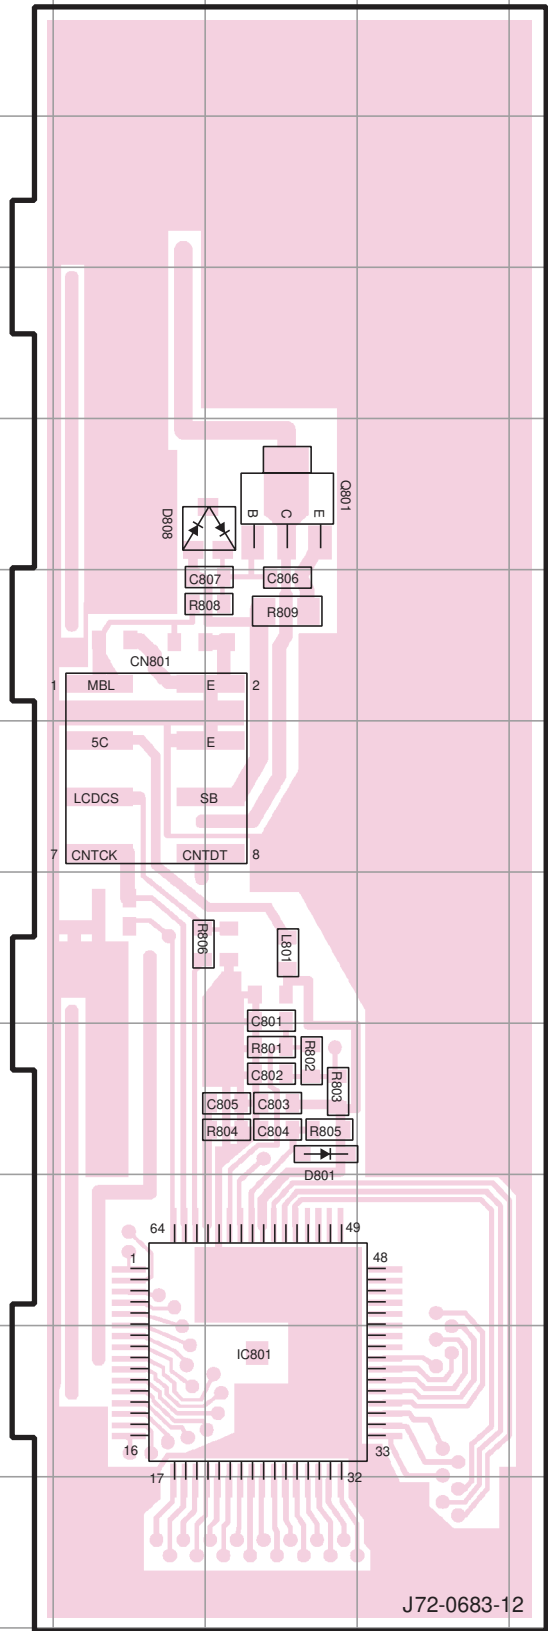 Q801
B C E
D808
C807 C806
R808 R809
CN801
1 MBL E 2
5C E
LCDCS SB
7 CNTCK CNTDT 8
R806 L801
C801
R801 R802
C802 R803
C805 C803
R804 C804 R805
D801
64 49
1 48
IC801
16 33
17 32
J72-0683-12